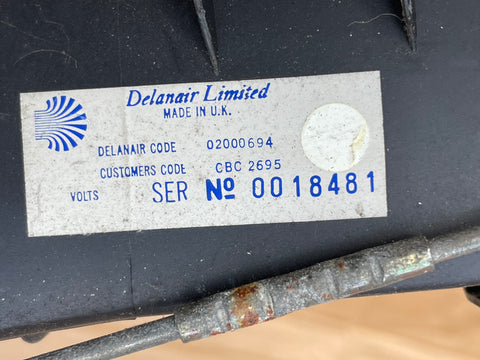 Delanair Limited
MADE IN U.K.
DELANAIR CODE 02000694
CUSTOMERS CODE CBC 2695
VOLTS SER Nº 0018481